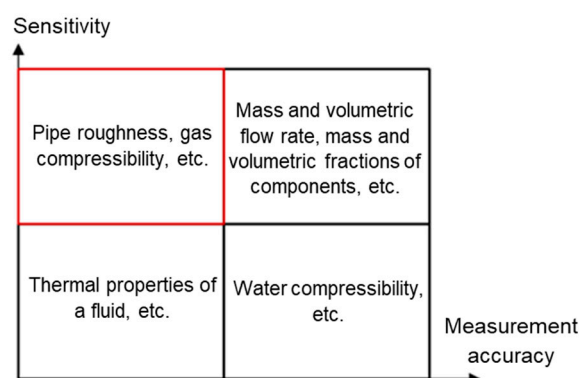 Sensitivity
Pipe roughness, gas
compressibility, etc.
Mass and volumetric
flow rate, mass and
volumetric fractions of
components, etc.
Thermal properties of
a fluid, etc.
Water compressibility,
etc.
Measurement
accuracy